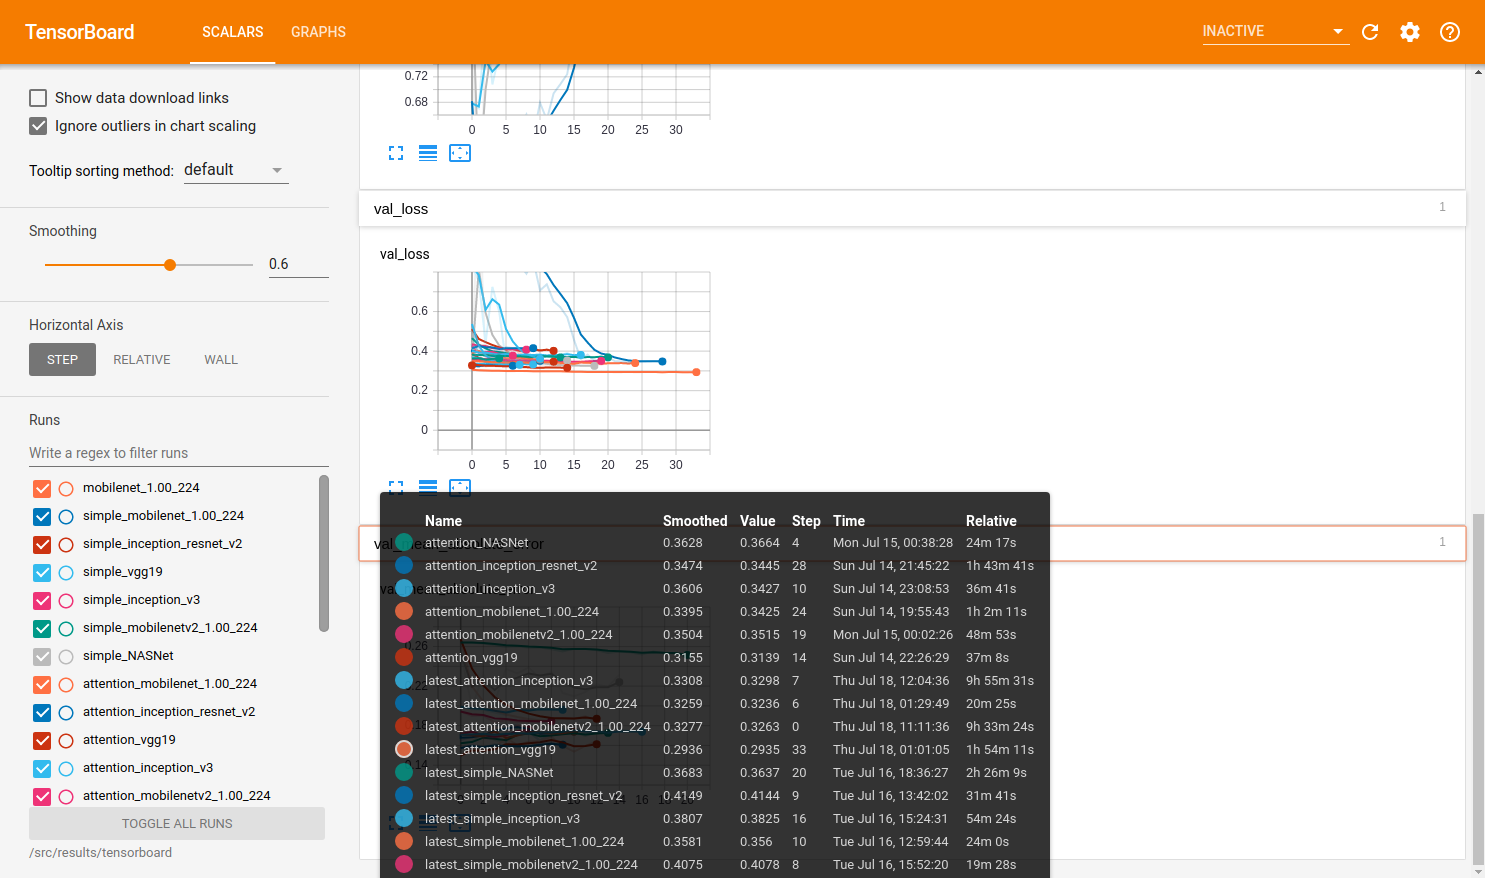 TensorBoard SCALARS GRAPHS INACTIVE
Show data download links
Ignore outliers in chart scaling
Tooltip sorting method: default
Smoothing
0.6
Horizontal Axis
STEP RELATIVE WALL
Runs
Write a regex to filter runs
mobilenet_1.00_224
simple_mobilenet_1.00_224
simple_inception_resnet_v2
simple_vgg19
simple_inception_v3
simple_mobilenetv2_1.00_224
simple_NASNet
attention_mobilenet_1.00_224
attention_inception_resnet_v2
attention_vgg19
attention_inception_v3
attention_mobilenetv2_1.00_224
TOGGLE ALL RUNS
/src/results/tensorboard
0.72
0.68
0 5 10 15 20 25 30
val_loss 1
val_loss
0.6
0.4
0.2
0
0 5 10 15 20 25 30
1
Name Smoothed Value Step Time Relative
attention_NASNet 0.3628 0.3664 4 Mon Jul 15, 00:38:28 24m 17s
attention_inception_resnet_v2 0.3474 0.3445 28 Sun Jul 14, 21:45:22 1h 43m 41s
attention_inception_v3 0.3606 0.3427 10 Sun Jul 14, 23:08:53 36m 41s
attention_mobilenet_1.00_224 0.3395 0.3425 24 Sun Jul 14, 19:55:43 1h 2m 11s
attention_mobilenetv2_1.00_224 0.3504 0.3515 19 Mon Jul 15, 00:02:26 48m 53s
attention_vgg19 0.3155 0.3139 14 Sun Jul 14, 22:26:29 37m 8s
latest_attention_inception_v3 0.3308 0.3298 7 Thu Jul 18, 12:04:36 9h 55m 31s
latest_attention_mobilenet_1.00_224 0.3259 0.3236 6 Thu Jul 18, 01:29:49 20m 25s
latest_attention_mobilenetv2_1.00_224 0.3277 0.3263 0 Thu Jul 18, 11:11:36 9h 33m 24s
latest_attention_vgg19 0.2936 0.2935 33 Thu Jul 18, 01:01:05 1h 54m 11s
latest_simple_NASNet 0.3683 0.3637 20 Tue Jul 16, 18:36:27 2h 26m 9s
latest_simple_inception_resnet_v2 0.4149 0.4144 9 Tue Jul 16, 13:42:02 31m 41s
latest_simple_inception_v3 0.3807 0.3825 16 Tue Jul 16, 15:24:31 54m 24s
latest_simple_mobilenet_1.00_224 0.3581 0.356 10 Tue Jul 16, 12:59:44 24m 0s
latest_simple_mobilenetv2_1.00_224 0.4075 0.4078 8 Tue Jul 16, 15:52:20 19m 28s